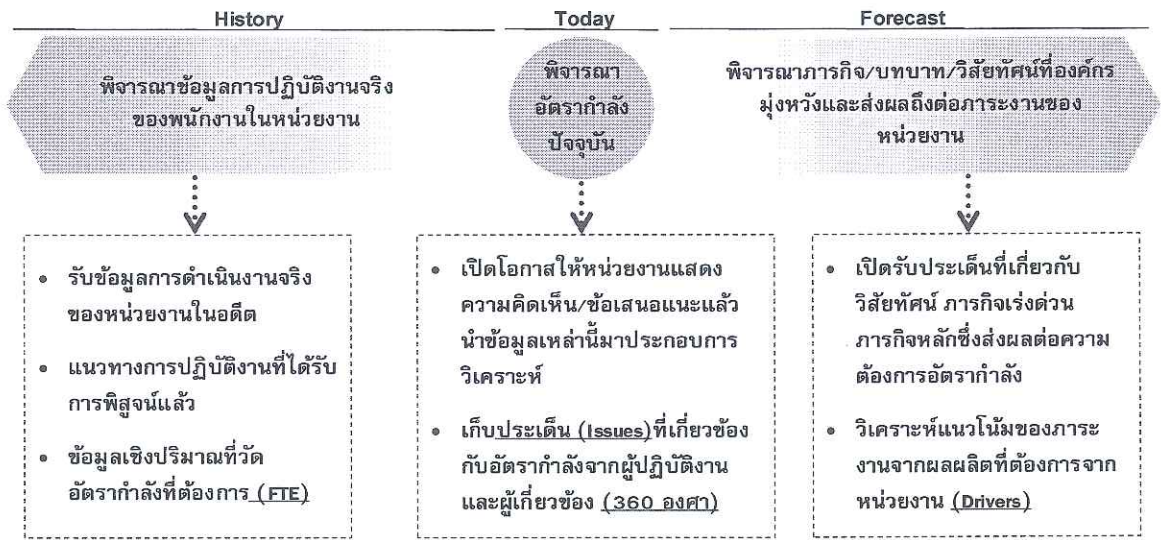 History
Today
Forecast
พิจารณาข้อมูลการปฏิบัติงานจริง
ของพนักงานในหน่วยงาน
พิจารณา
อัตรากำลัง
ปัจจุบัน
พิจารณาภารกิจ/บทบาท/วิสัยทัศน์ที่องค์กร
มุ่งหวังและส่งผลถึงต่อภาระงานของ
หน่วยงาน
• รับข้อมูลการดำเนินงานจริง
ของหน่วยงานในอดีต
• แนวทางการปฏิบัติงานที่ได้รับ
การพิสูจน์แล้ว
• ข้อมูลเชิงปริมาณที่วัด
อัตรากำลังที่ต้องการ (FTE)
• เปิดโอกาสให้หน่วยงานแสดง
ความคิดเห็น/ข้อเสนอแนะแล้ว
นำข้อมูลเหล่านี้มาประกอบการ
วิเคราะห์
• เก็บประเด็น (Issues)ที่เกี่ยวข้อง
กับอัตรากำลังจากผู้ปฏิบัติงาน
และผู้เกี่ยวข้อง (360 องศา)
• เปิดรับประเด็นที่เกี่ยวกับ
วิสัยทัศน์ ภารกิจเร่งด่วน
ภารกิจหลักซึ่งส่งผลต่อความ
ต้องการอัตรากำลัง
• วิเคราะห์แนวโน้มของภาระ
งานจากผลผลิตที่ต้องการจาก
หน่วยงาน (Drivers)